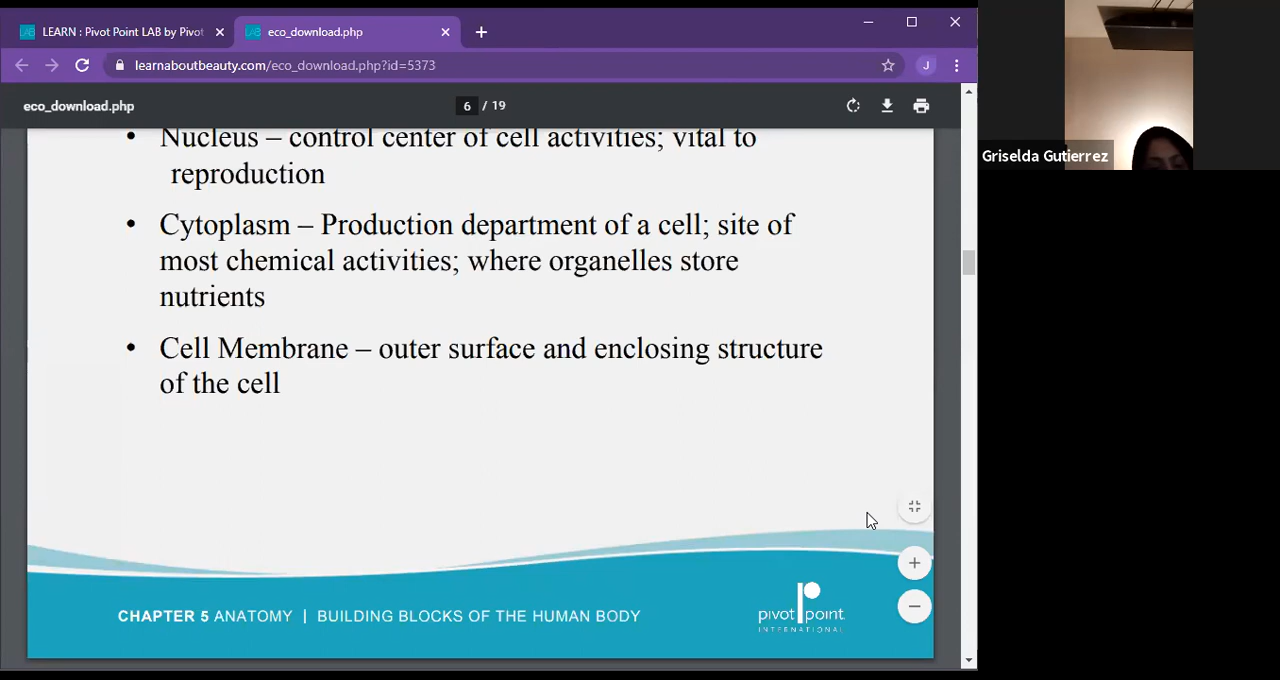 LEARN : Pivot Point LAB by Pivot
eco_download.php
learnaboutbeauty.com/eco_download.php?id=5373
J
eco_download.php
6 / 19
Griselda Gutierrez
• Nucleus – control center of cell activities; vital to
reproduction
• Cytoplasm – Production department of a cell; site of
most chemical activities; where organelles store
nutrients
• Cell Membrane – outer surface and enclosing structure
of the cell
CHAPTER 5 ANATOMY | BUILDING BLOCKS OF THE HUMAN BODY
pivot point
INTERNATIONAL